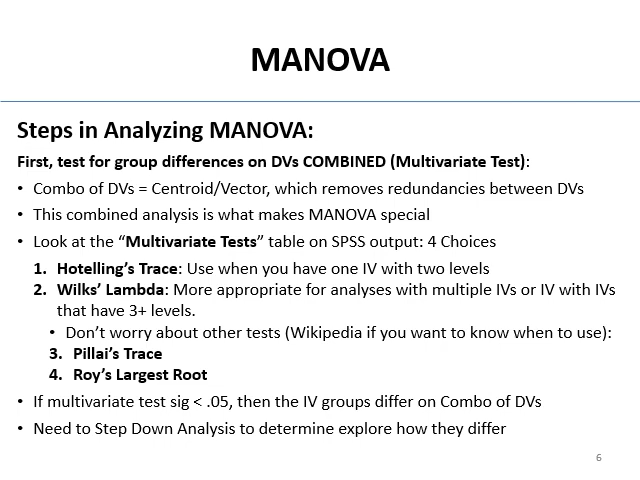 MANOVA
Steps in Analyzing MANOVA:
First, test for group differences on DVs COMBINED (Multivariate Test):
• Combo of DVs = Centroid/Vector, which removes redundancies between DVs
• This combined analysis is what makes MANOVA special
• Look at the “Multivariate Tests” table on SPSS output: 4 Choices
1. Hotelling’s Trace: Use when you have one IV with two levels
2. Wilks’ Lambda: More appropriate for analyses with multiple IVs or IV with IVs
that have 3+ levels.
• Don’t worry about other tests (Wikipedia if you want to know when to use):
3. Pillai’s Trace
4. Roy’s Largest Root
• If multivariate test sig < .05, then the IV groups differ on Combo of DVs
• Need to Step Down Analysis to determine explore how they differ
6